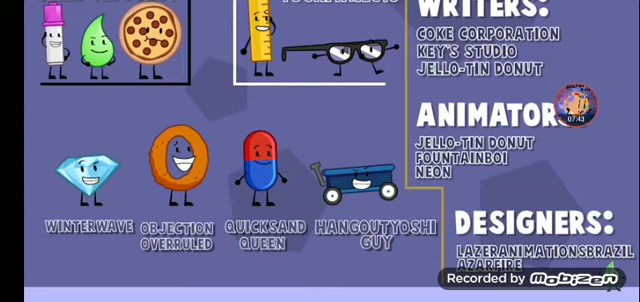 WRITERS:
COKE CORPORATION
KEY'S STUDIO
JELLO-TIN DONUT
ANIMATOR
07:43
JELLO-TIN DONUT
FOUNTAINBOI
NEON
WINTERWAVE
OBJECTION
OVERRULED
QUICKSAND
QUEEN
HANGOUTYOSHI
GUY
DESIGNERS:
LAZERANIMATIONSBRAZIL
AZARFIRE
Recorded by mobizen